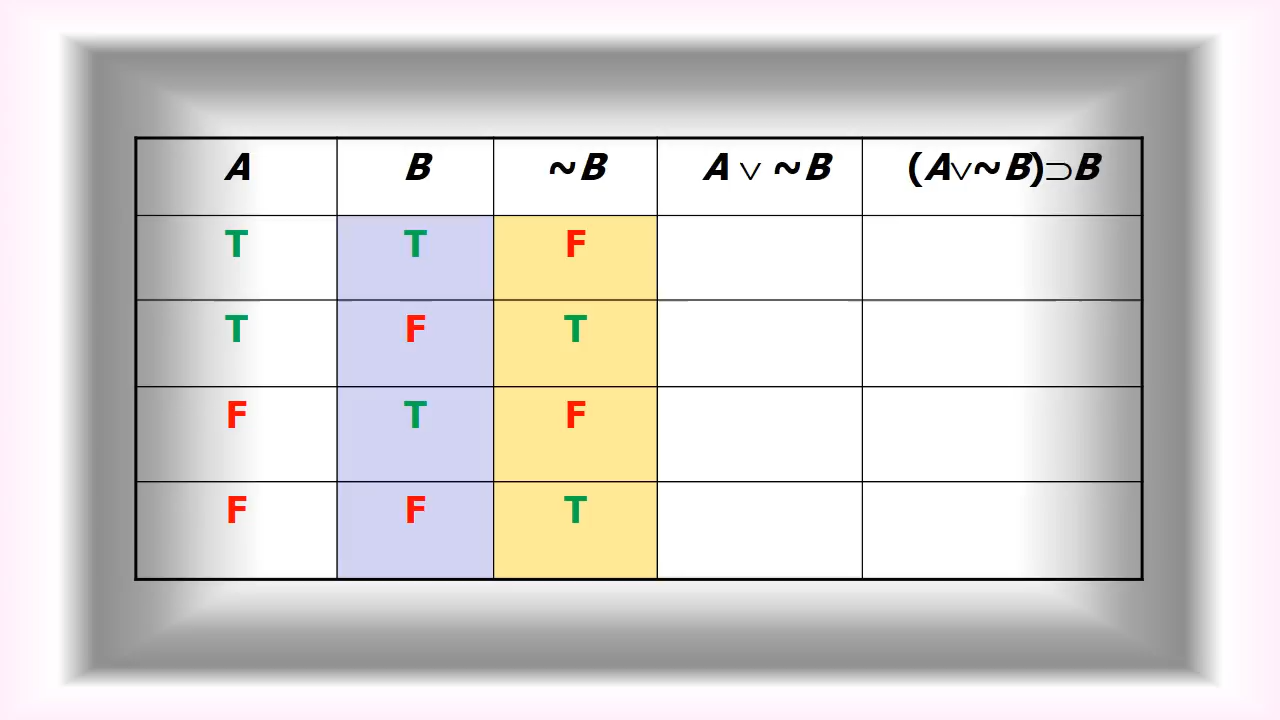 A B ~B A ∨ ~B (A∨~B)⊃B
T T F
T F T
F T F
F F T